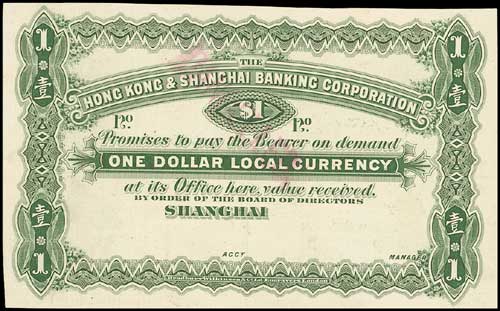 1 壹
THE
HONG KONG & SHANGHAI BANKING CORPORATION
$1
No
No
Promises to pay the Bearer on demand
ONE DOLLAR LOCAL CURRENCY
at its Office here, value received.
BY ORDER OF THE BOARD OF DIRECTORS
SHANGHAI
ACCT
MANAGER
壹 1
1 壹
壹 1